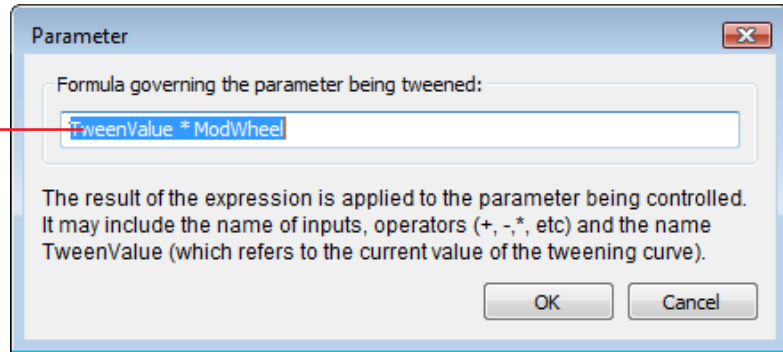 Parameter
Formula governing the parameter being tweened:
TweenValue * ModWheel
The result of the expression is applied to the parameter being controlled.
It may include the name of inputs, operators (+, -,*, etc) and the name
TweenValue (which refers to the current value of the tweening curve).
OK Cancel